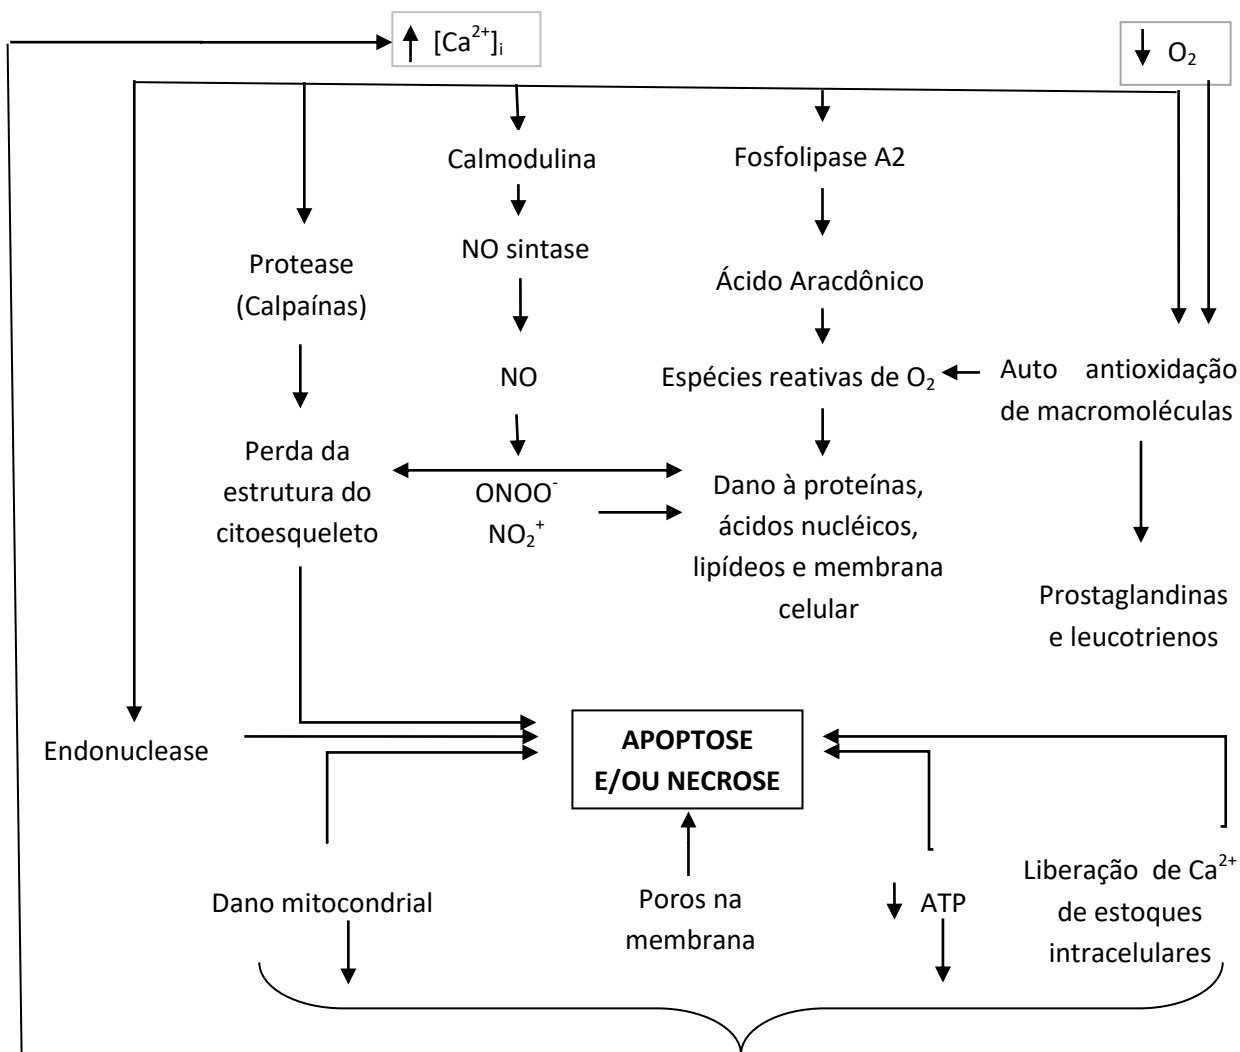 [Ca²⁺]ᵢ
O₂
Calmodulina
Fosfolipase A2
NO sintase
Protease
(Calpaínas)
Ácido Aracdônico
NO
Espécies reativas de O₂
Auto antioxidação
de macromoléculas
Perda da
estrutura do
citoesqueleto
ONOO⁻
NO₂⁺
Dano à proteínas,
ácidos nucléicos,
lipídeos e membrana
celular
Prostaglandinas
e leucotrienos
Endonuclease
APOPTOSE
E/OU NECROSE
Dano mitocondrial
Poros na
membrana
ATP
Liberação de Ca²⁺
de estoques
intracelulares